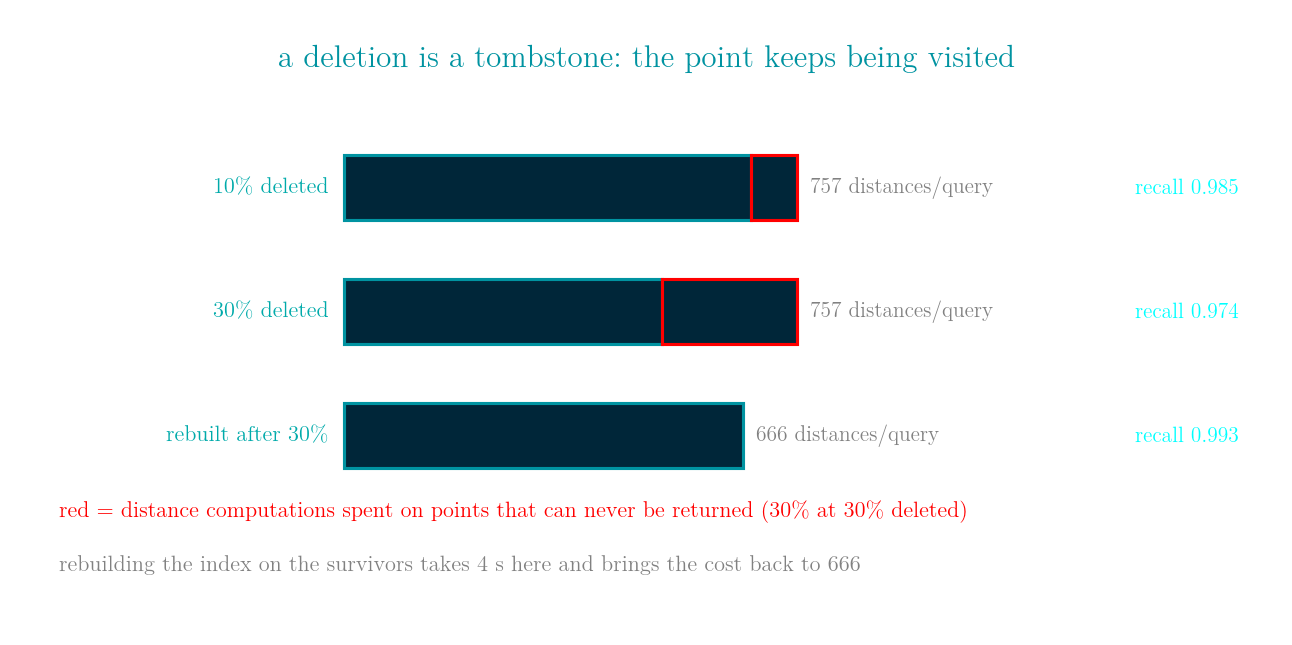 a deletion is a tombstone: the point keeps being visited
10% deleted 757 distances/query recall 0.985
30% deleted 757 distances/query recall 0.974
rebuilt after 30% 666 distances/query recall 0.993
red = distance computations spent on points that can never be returned (30% at 30% deleted)
rebuilding the index on the survivors takes 4 s here and brings the cost back to 666